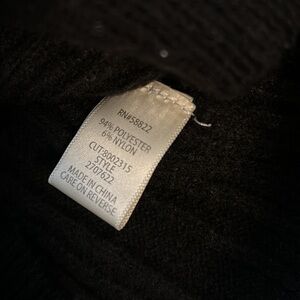 RN#58822
94% POLYESTER
6% NYLON
CUT:8002315
STYLE
2707622
MADE IN CHINA
CARE ON REVERSE